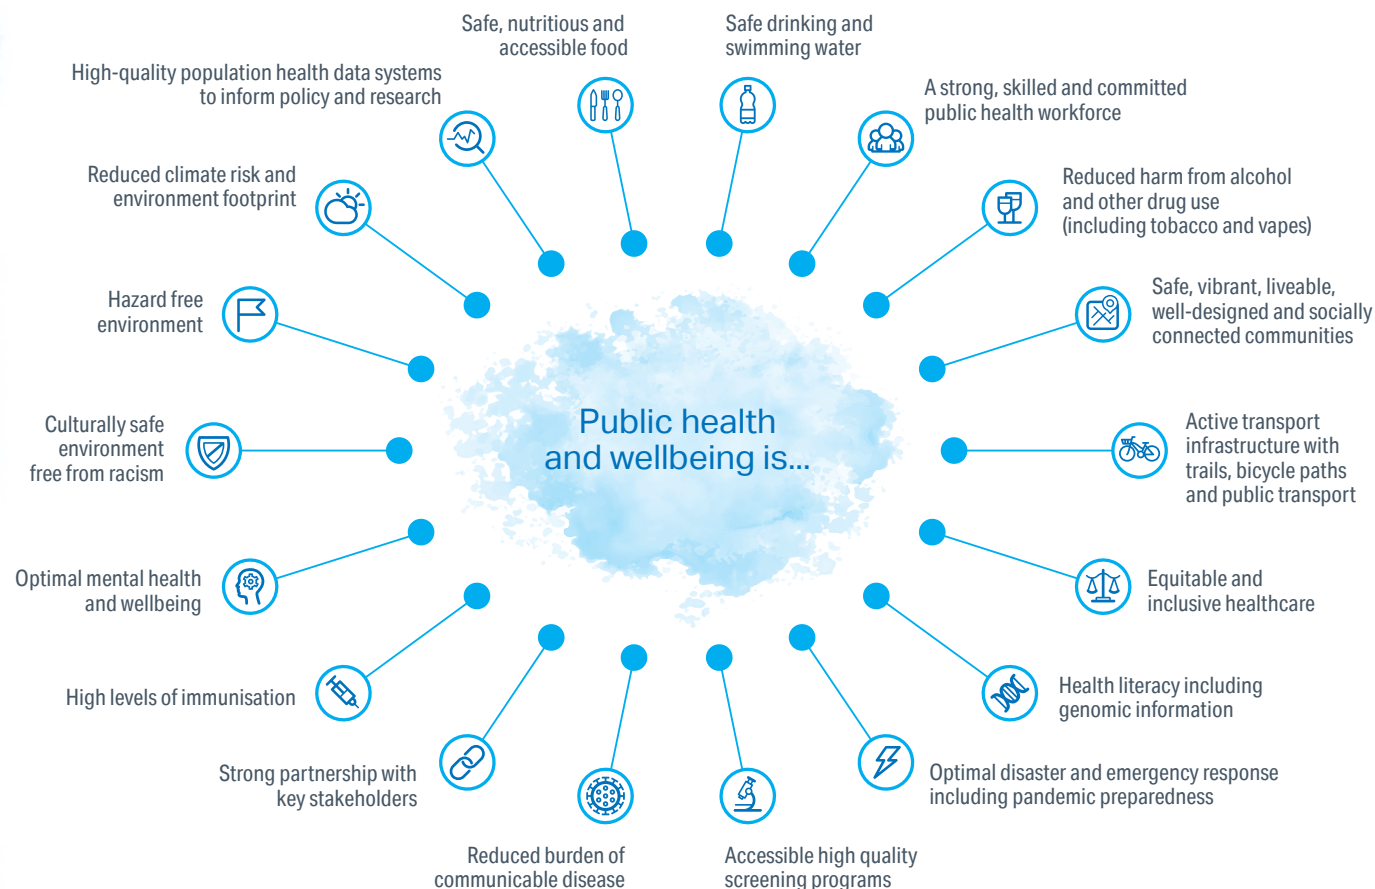 Safe, nutritious and
accessible food
Safe drinking and
swimming water
High-quality population health data systems
to inform policy and research
A strong, skilled and committed
public health workforce
Reduced climate risk and
environment footprint
Reduced harm from alcohol
and other drug use
(including tobacco and vapes)
Hazard free
environment
Safe, vibrant, liveable,
well-designed and socially
connected communities
Public health
and wellbeing is...
Culturally safe
environment
free from racism
Active transport
infrastructure with
trails, bicycle paths
and public transport
Optimal mental health
and wellbeing
Equitable and
inclusive healthcare
High levels of immunisation
Health literacy including
genomic information
Strong partnership with
key stakeholders
Optimal disaster and emergency response
including pandemic preparedness
Reduced burden of
communicable disease
Accessible high quality
screening programs